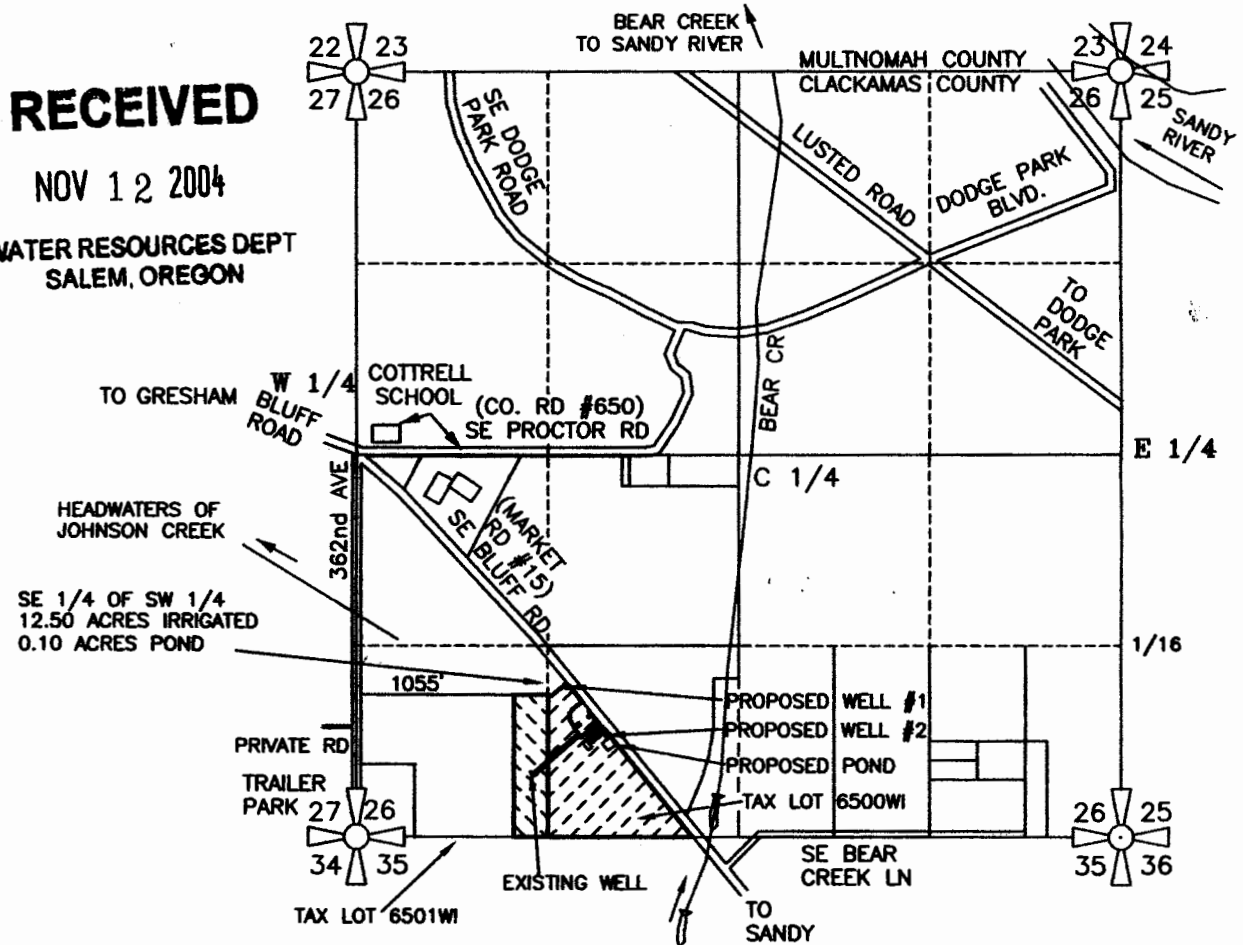 BEAR CREEK
TO SANDY RIVER
22 23
27 26
MULTNOMAH COUNTY
CLACKAMAS COUNTY
23 24
26 25
RECEIVED
NOV 12 2004
WATER RESOURCES DEPT
SALEM, OREGON
SE DODGE
PARK ROAD
LUSTED ROAD
DODGE PARK
BLVD.
SANDY
RIVER
TO
DODGE
PARK
BEAR CR
TO GRESHAM
W 1/4
BLUFF
ROAD
COTTRELL
SCHOOL
(CO. RD #650)
SE PROCTOR RD
E 1/4
C 1/4
362nd AVE
(MARKET
RD #15)
SE BLUFF RD
HEADWATERS OF
JOHNSON CREEK
SE 1/4 OF SW 1/4
12.50 ACRES IRRIGATED
0.10 ACRES POND
1/16
1055'
PROPOSED WELL #1
PROPOSED WELL #2
PROPOSED POND
TAX LOT 6500WI
PRIVATE RD
TRAILER
PARK
27 26
34 35
26 25
35 36
EXISTING WELL
SE BEAR
CREEK LN
TAX LOT 6501WI
TO
SANDY